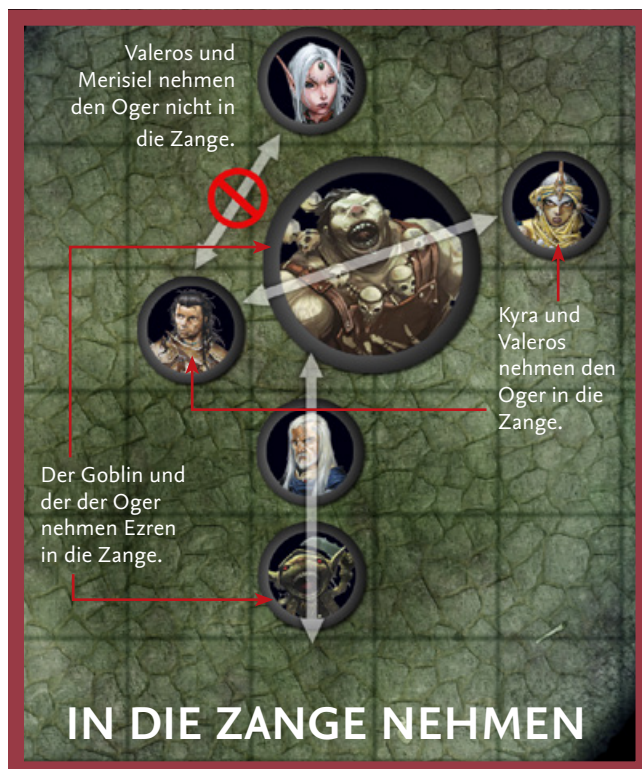 Valeros und
Merisiel nehmen
den Oger nicht in
die Zange.
Kyra und
Valeros
nehmen den
Oger in die
Zange.
Der Goblin und
der der Oger
nehmen Ezren
in die Zange.
IN DIE ZANGE NEHMEN